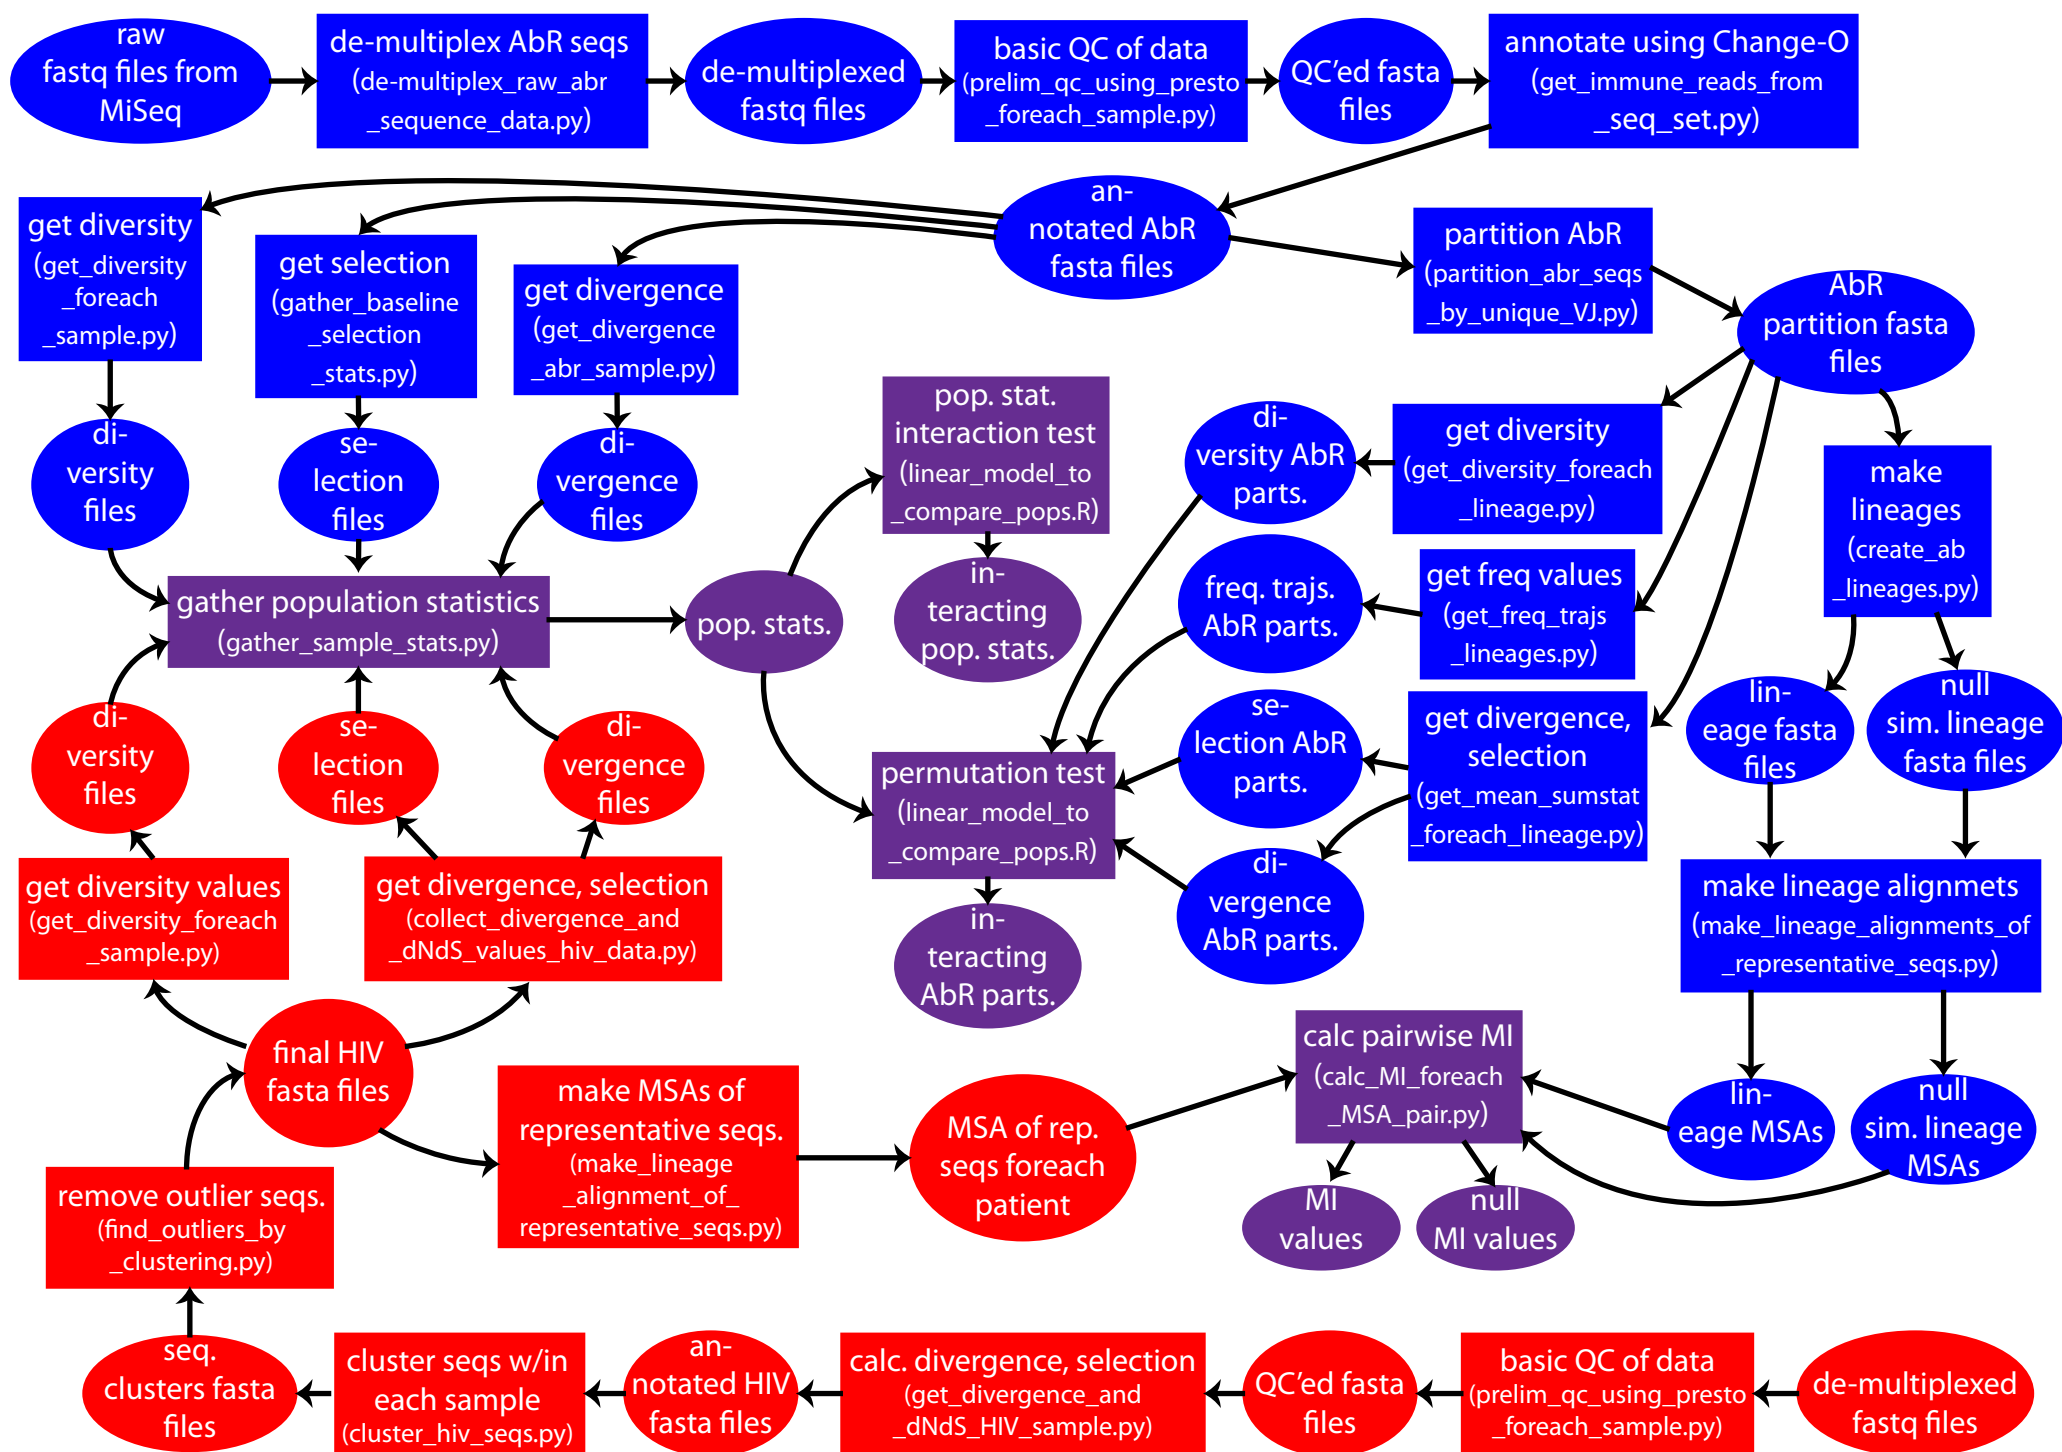 raw
fastq files from
MiSeq
de-multiplex AbR seqs
(de-multiplex_raw_abr
_sequence_data.py)
de-multiplexed
fastq files
basic QC of data
(prelim_qc_using_presto
_foreach_sample.py)
QC'ed fasta
files
annotate using Change-O
(get_immune_reads_from
_seq_set.py)
an-
notated AbR
fasta files
get diversity
(get_diversity
_foreach
_sample.py)
get selection
(gather_baseline
_selection
_stats.py)
get divergence
(get_divergence
_abr_sample.py)
partition AbR
(partition_abr_seqs
_by_unique_VJ.py)
AbR
partition fasta
files
di-
versity
files
se-
lection
files
di-
vergence
files
pop. stat.
interaction test
(linear_model_to
_compare_pops.R)
di-
versity AbR
parts.
get diversity
(get_diversity_foreach
_lineage.py)
make
lineages
(create_ab
_lineages.py)
gather population statistics
(gather_sample_stats.py)
pop. stats.
in-
teracting
pop. stats.
freq. trajs.
AbR parts.
get freq values
(get_freq_trajs
_lineages.py)
lin-
eage fasta
files
null
sim. lineage
fasta files
di-
versity
files
se-
lection
files
di-
vergence
files
permutation test
(linear_model_to
_compare_pops.R)
se-
lection AbR
parts.
get divergence,
selection
(get_mean_sumstat
_foreach_lineage.py)
get diversity values
(get_diversity_foreach
_sample.py)
get divergence, selection
(collect_divergence_and
_dNdS_values_hiv_data.py)
in-
teracting
AbR parts.
di-
vergence
AbR parts.
make lineage alignmets
(make_lineage_alignments_of
_representative_seqs.py)
final HIV
fasta files
make MSAs of
representative seqs.
(make_lineage
_alignment_of_
representative_seqs.py)
MSA of rep.
seqs foreach
patient
calc pairwise MI
(calc_MI_foreach
_MSA_pair.py)
lin-
eage MSAs
null
sim. lineage
MSAs
MI
values
null
MI values
remove outlier seqs.
(find_outliers_by
_clustering.py)
seq.
clusters fasta
files
cluster seqs w/in
each sample
(cluster_hiv_seqs.py)
an-
notated HIV
fasta files
calc. divergence, selection
(get_divergence_and
_dNdS_HIV_sample.py)
QC'ed fasta
files
basic QC of data
(prelim_qc_using_presto
_foreach_sample.py)
de-multiplexed
fastq files